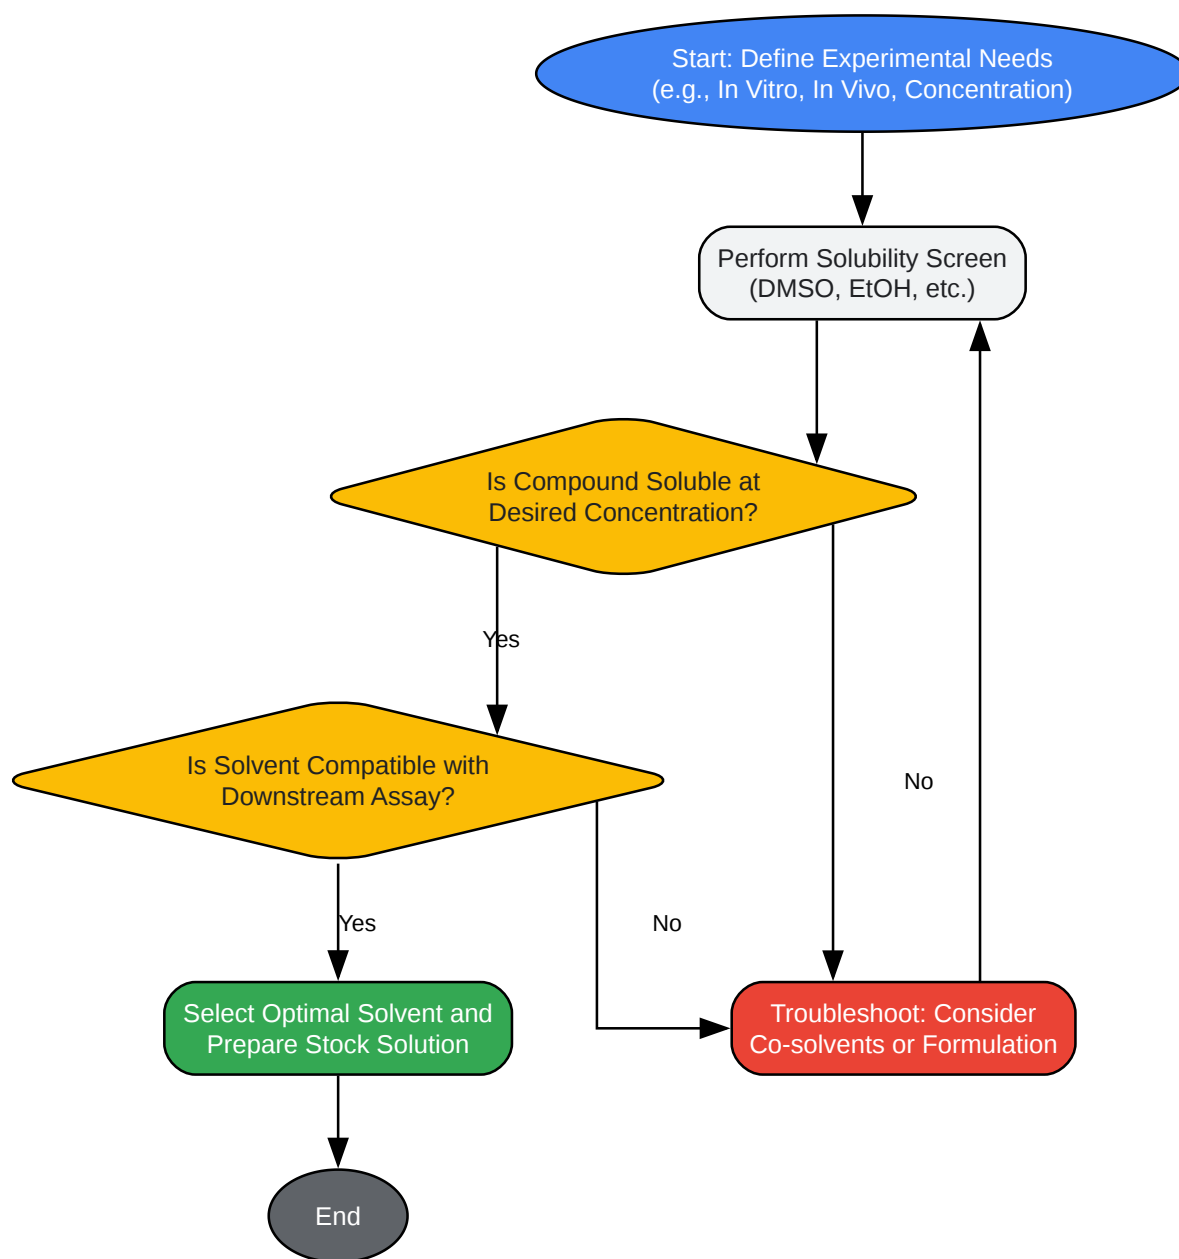 Start: Define Experimental Needs
(e.g., In Vitro, In Vivo, Concentration)
Perform Solubility Screen
(DMSO, EtOH, etc.)
Is Compound Soluble at
Desired Concentration?
Yes
Is Solvent Compatible with
Downstream Assay?
No
Yes
No
Select Optimal Solvent and
Prepare Stock Solution
Troubleshoot: Consider
Co-solvents or Formulation
End